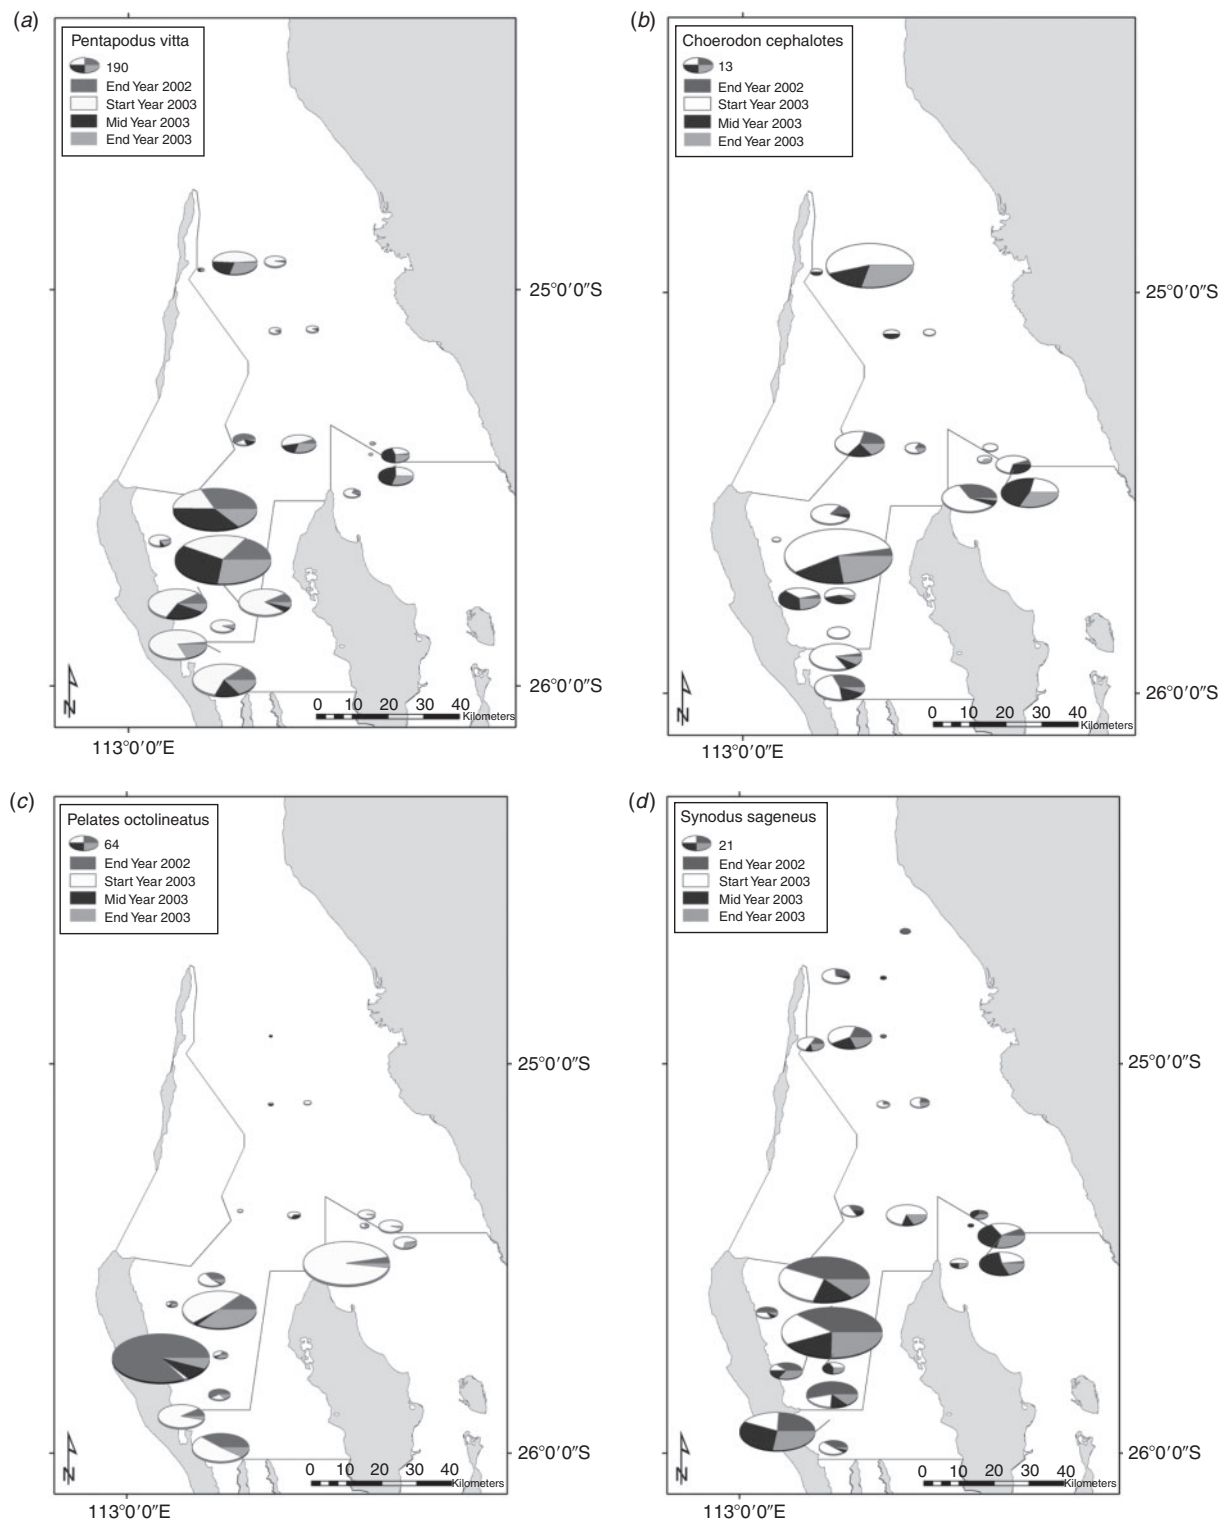 (a)
Pentapodus vitta
190
End Year 2002
Start Year 2003
Mid Year 2003
End Year 2003
25°0′0″S
26°0′0″S
0 10 20 30 40
Kilometers
N
113°0′0″E
(b)
Choerodon cephalotes
13
End Year 2002
Start Year 2003
Mid Year 2003
End Year 2003
25°0′0″S
26°0′0″S
0 10 20 30 40
Kilometers
N
113°0′0″E
(c)
Pelates octolineatus
64
End Year 2002
Start Year 2003
Mid Year 2003
End Year 2003
25°0′0″S
26°0′0″S
0 10 20 30 40
Kilometers
N
113°0′0″E
(d)
Synodus sageneus
21
End Year 2002
Start Year 2003
Mid Year 2003
End Year 2003
25°0′0″S
26°0′0″S
0 10 20 30 40
Kilometers
N
113°0′0″E